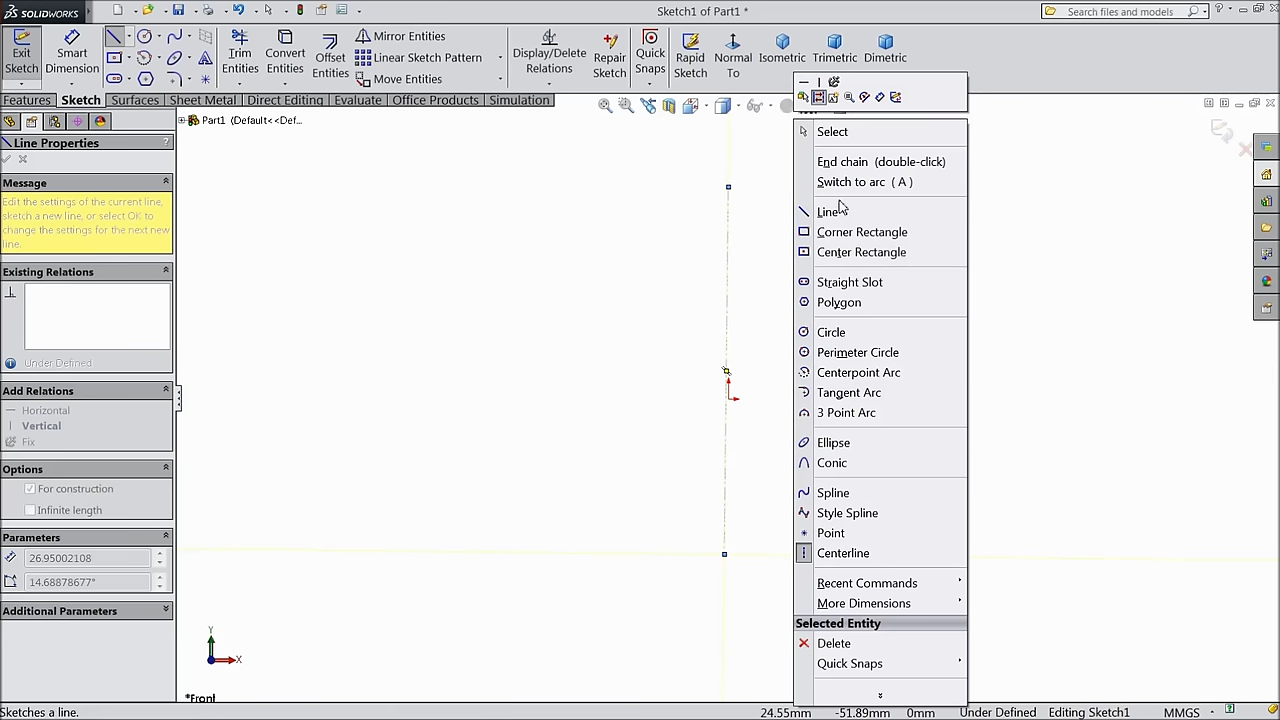 SOLIDWORKS
Sketch1 of Part1 *
Search files and models
Exit Sketch
Smart Dimension
Trim Entities
Convert Entities
Offset Entities
Mirror Entities
Linear Sketch Pattern
Move Entities
Display/Delete Relations
Repair Sketch
Quick Snaps
Rapid Sketch
Normal To
Isometric
Trimetric
Dimetric
Features
Sketch
Surfaces
Sheet Metal
Direct Editing
Evaluate
Office Products
Simulation
Part1 (Default<<Def...
Line Properties
?
Message
Edit the settings of the current line,
sketch a new line, or select OK to
change the settings for the next new
line.
Existing Relations
Under Defined
Add Relations
Horizontal
Vertical
Fix
Options
For construction
Infinite length
Parameters
26.95002108
14.68878677°
Additional Parameters
Select
End chain (double-click)
Switch to arc ( A )
Line
Corner Rectangle
Center Rectangle
Straight Slot
Polygon
Circle
Perimeter Circle
Centerpoint Arc
Tangent Arc
3 Point Arc
Ellipse
Conic
Spline
Style Spline
Point
Centerline
Recent Commands
More Dimensions
Selected Entity
Delete
Quick Snaps
Y
X
*Front
Sketches a line.
24.55mm
-51.89mm
0mm
Under Defined
Editing Sketch1
MMGS